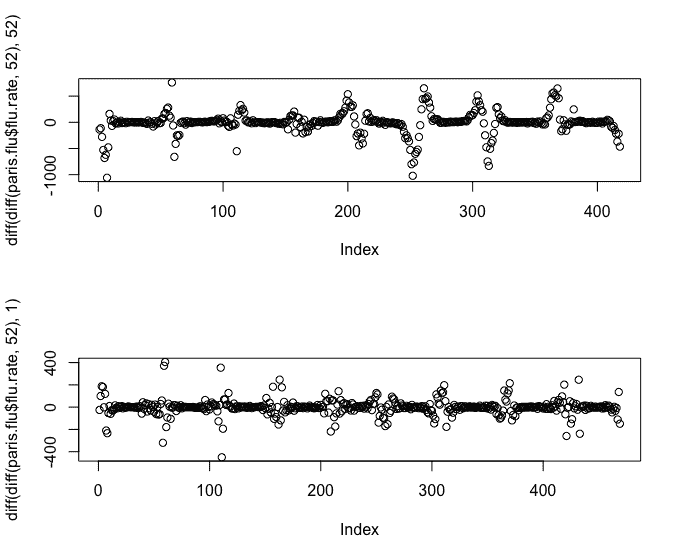 diff(diff(paris.flu$flu.rate, 52), 52)
0
-1000
0 100 200 300 400
Index
diff(diff(paris.flu$flu.rate, 52), 1)
400
0
-400
0 100 200 300 400
Index